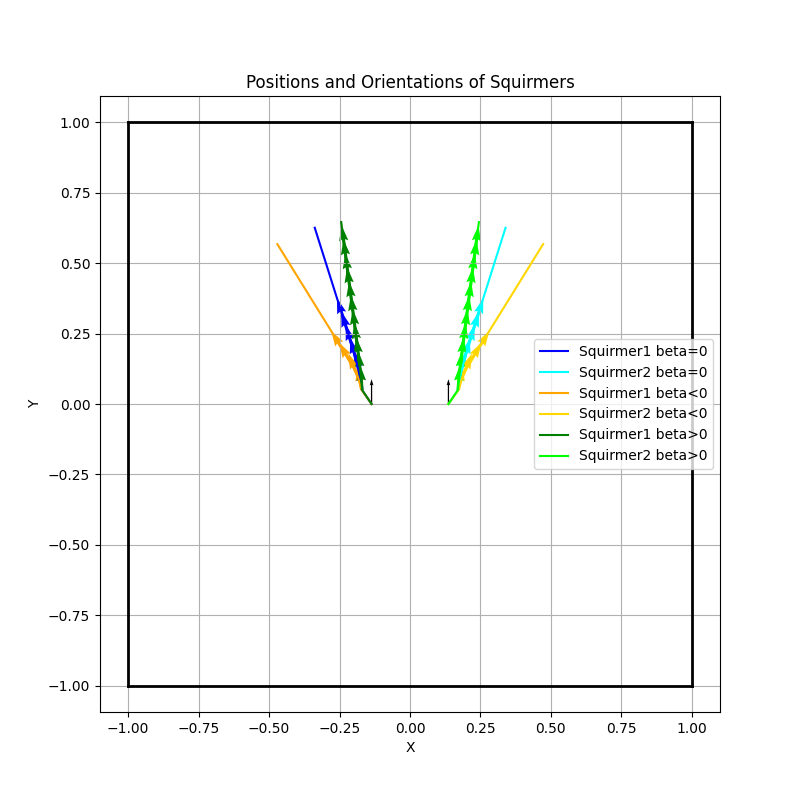 Positions and Orientations of Squirmers
1.00
0.75
0.50
0.25
0.00
−0.25
−0.50
−0.75
−1.00
Y
Squirmer1 beta=0
Squirmer2 beta=0
Squirmer1 beta<0
Squirmer2 beta<0
Squirmer1 beta>0
Squirmer2 beta>0
−1.00 −0.75 −0.50 −0.25 0.00 0.25 0.50 0.75 1.00
X